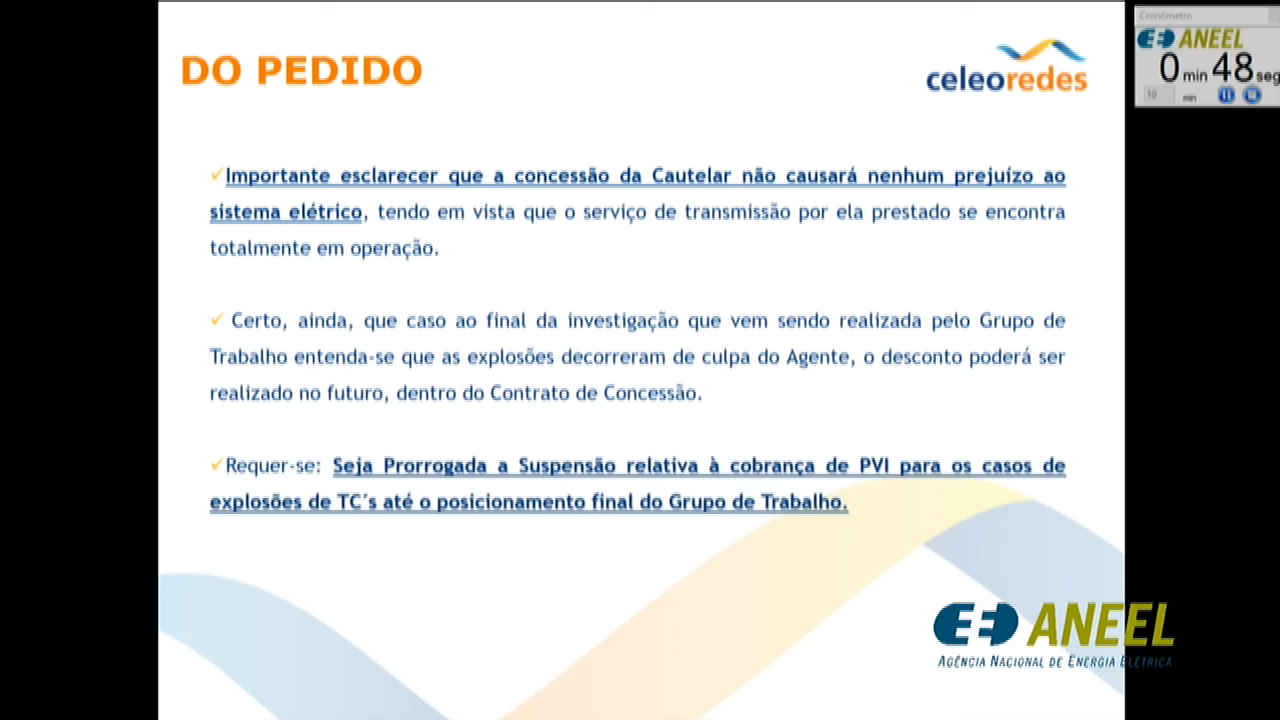 DO PEDIDO
celeoredes
Cronômetro
ANEEL
0 min 48 seg
10 min
✓Importante esclarecer que a concessão da Cautelar não causará nenhum prejuízo ao
sistema elétrico, tendo em vista que o serviço de transmissão por ela prestado se encontra
totalmente em operação.
✓ Certo, ainda, que caso ao final da investigação que vem sendo realizada pelo Grupo de
Trabalho entenda-se que as explosões decorreram de culpa do Agente, o desconto poderá ser
realizado no futuro, dentro do Contrato de Concessão.
✓Requer-se: Seja Prorrogada a Suspensão relativa à cobrança de PVI para os casos de
explosões de TC´s até o posicionamento final do Grupo de Trabalho.
ANEEL
AGÊNCIA NACIONAL DE ENERGIA ELÉTRICA